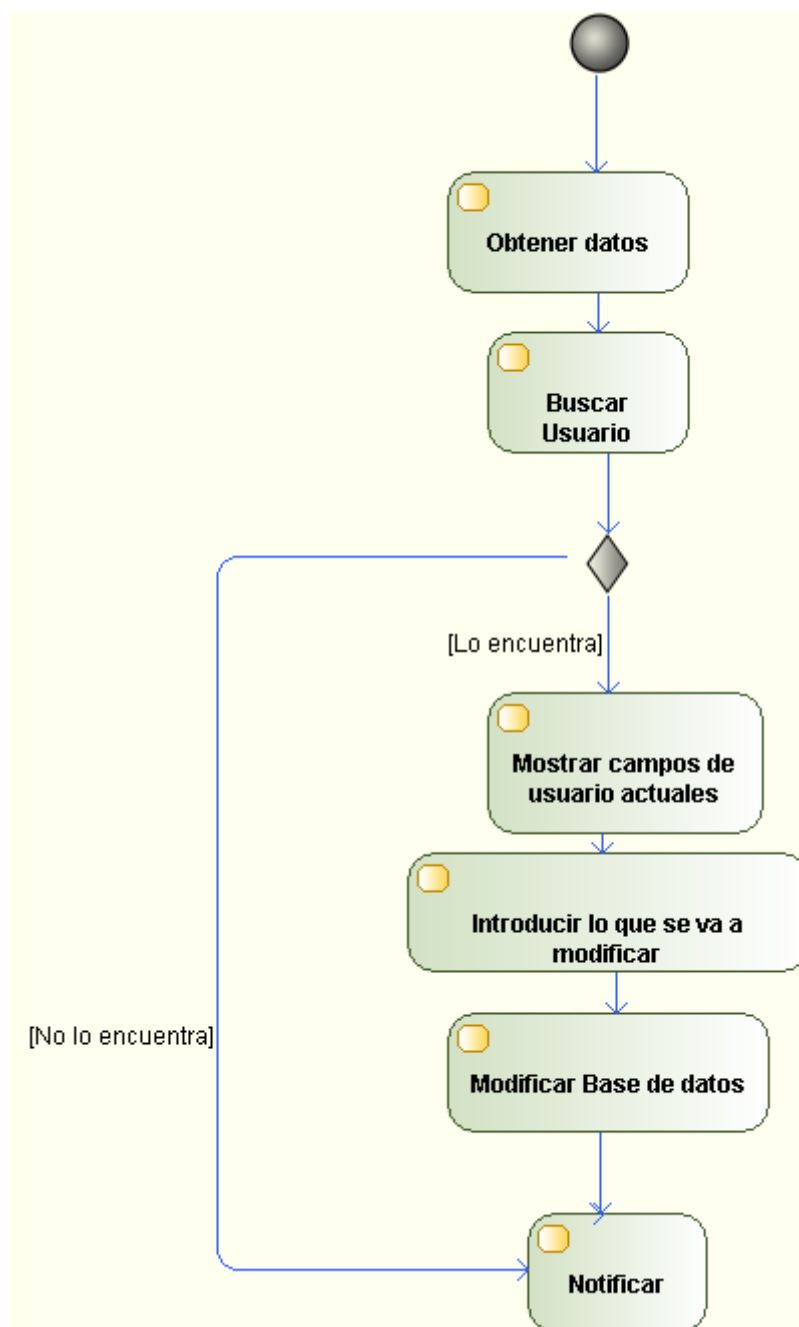 Obtener datos
Buscar
Usuario
[Lo encuentra]
Mostrar campos de
usuario actuales
Introducir lo que se va a
modificar
[No lo encuentra]
Modificar Base de datos
Notificar